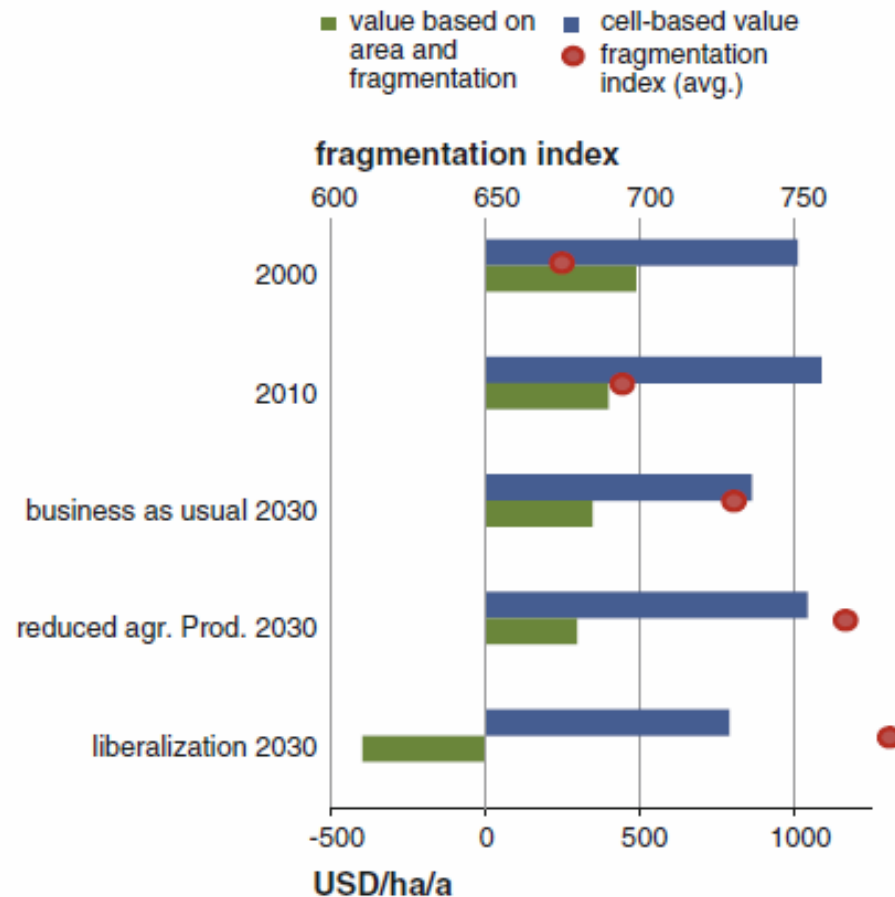 value based on
area and
fragmentation
cell-based value
fragmentation
index (avg.)
fragmentation index
600 650 700 750
2000
2010
business as usual 2030
reduced agr. Prod. 2030
liberalization 2030
-500 0 500 1000
USD/ha/a